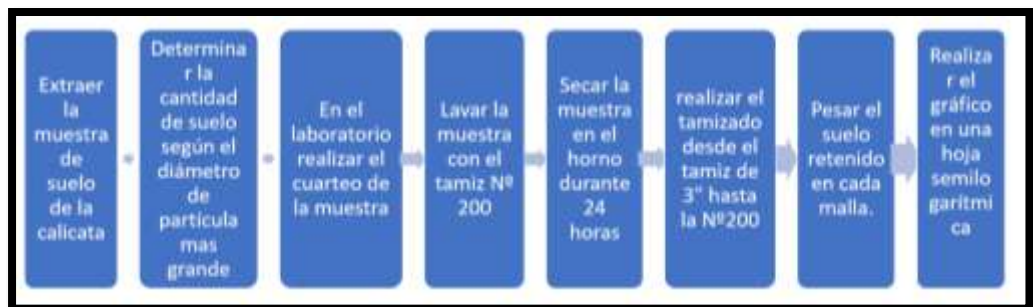 Extraer
la
muestra
de
suelo
de la
calicata
Determina
r la
cantidad
de suelo
según el
diámetro
de
partícula
mas
grande
En el
laboratorio
realizar el
cuarteo de
la muestra
Lavar la
muestra
con el
tamiz Nº
200
Secar la
muestra
en el
horno
durante
24
horas
realizar el
tamizado
desde el
tamiz de
3" hasta
la Nº200
Pesar el
suelo
retenido
en cada
malla.
Realiza
r el
gráfico
en una
hoja
semilo
garítmi
ca